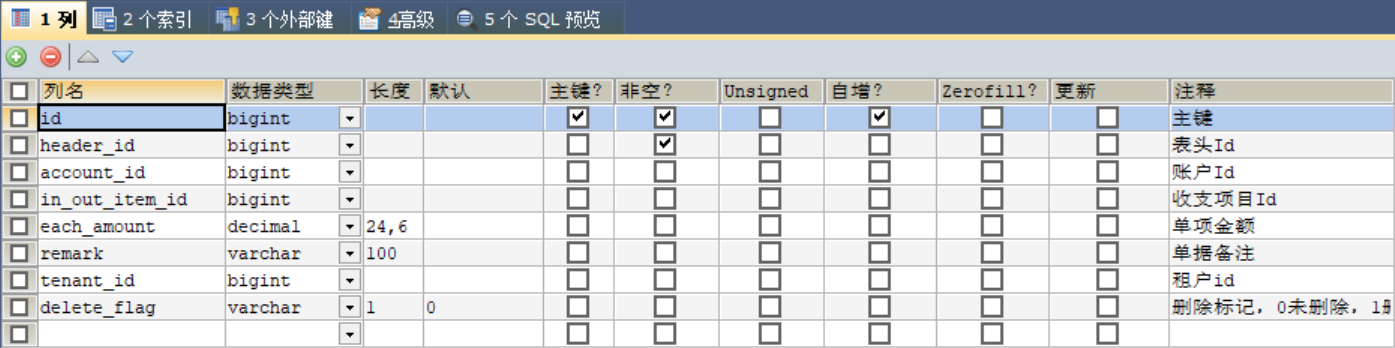 1 列 2 个索引 3 个外部键 4高级 5 个 SQL 预览
列名 数据类型 长度 默认 主键? 非空? Unsigned 自增? Zerofill? 更新 注释
id bigint 主键
header_id bigint 表头Id
account_id bigint 账户Id
in_out_item_id bigint 收支项目Id
each_amount decimal 24,6 单项金额
remark varchar 100 单据备注
tenant_id bigint 租户id
delete_flag varchar 1 0 删除标记，0未删除，1删